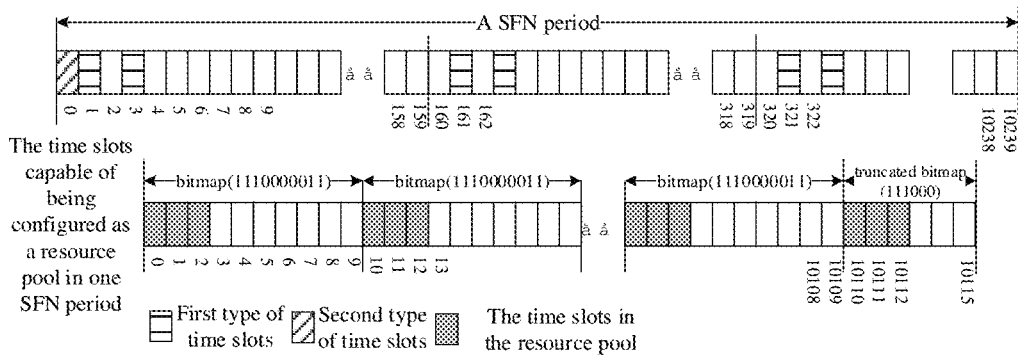 A SFN period
0 1 2 3 4 5 6 7 8 9 158 159 160 161 162 318 319 320 321 322 10238 10239
The time slots
capable of
being
configured as
a resource
pool in one
SFN period
bitmap(1110000011) bitmap(1110000011) bitmap(1110000011) truncated bitmap
(111000)
0 1 2 3 4 5 6 7 8 9 10 11 12 13 10108 10109 10110 10111 10112 10115
First type of
time slots
Second type
of time slots
The time slots in
the resource pool